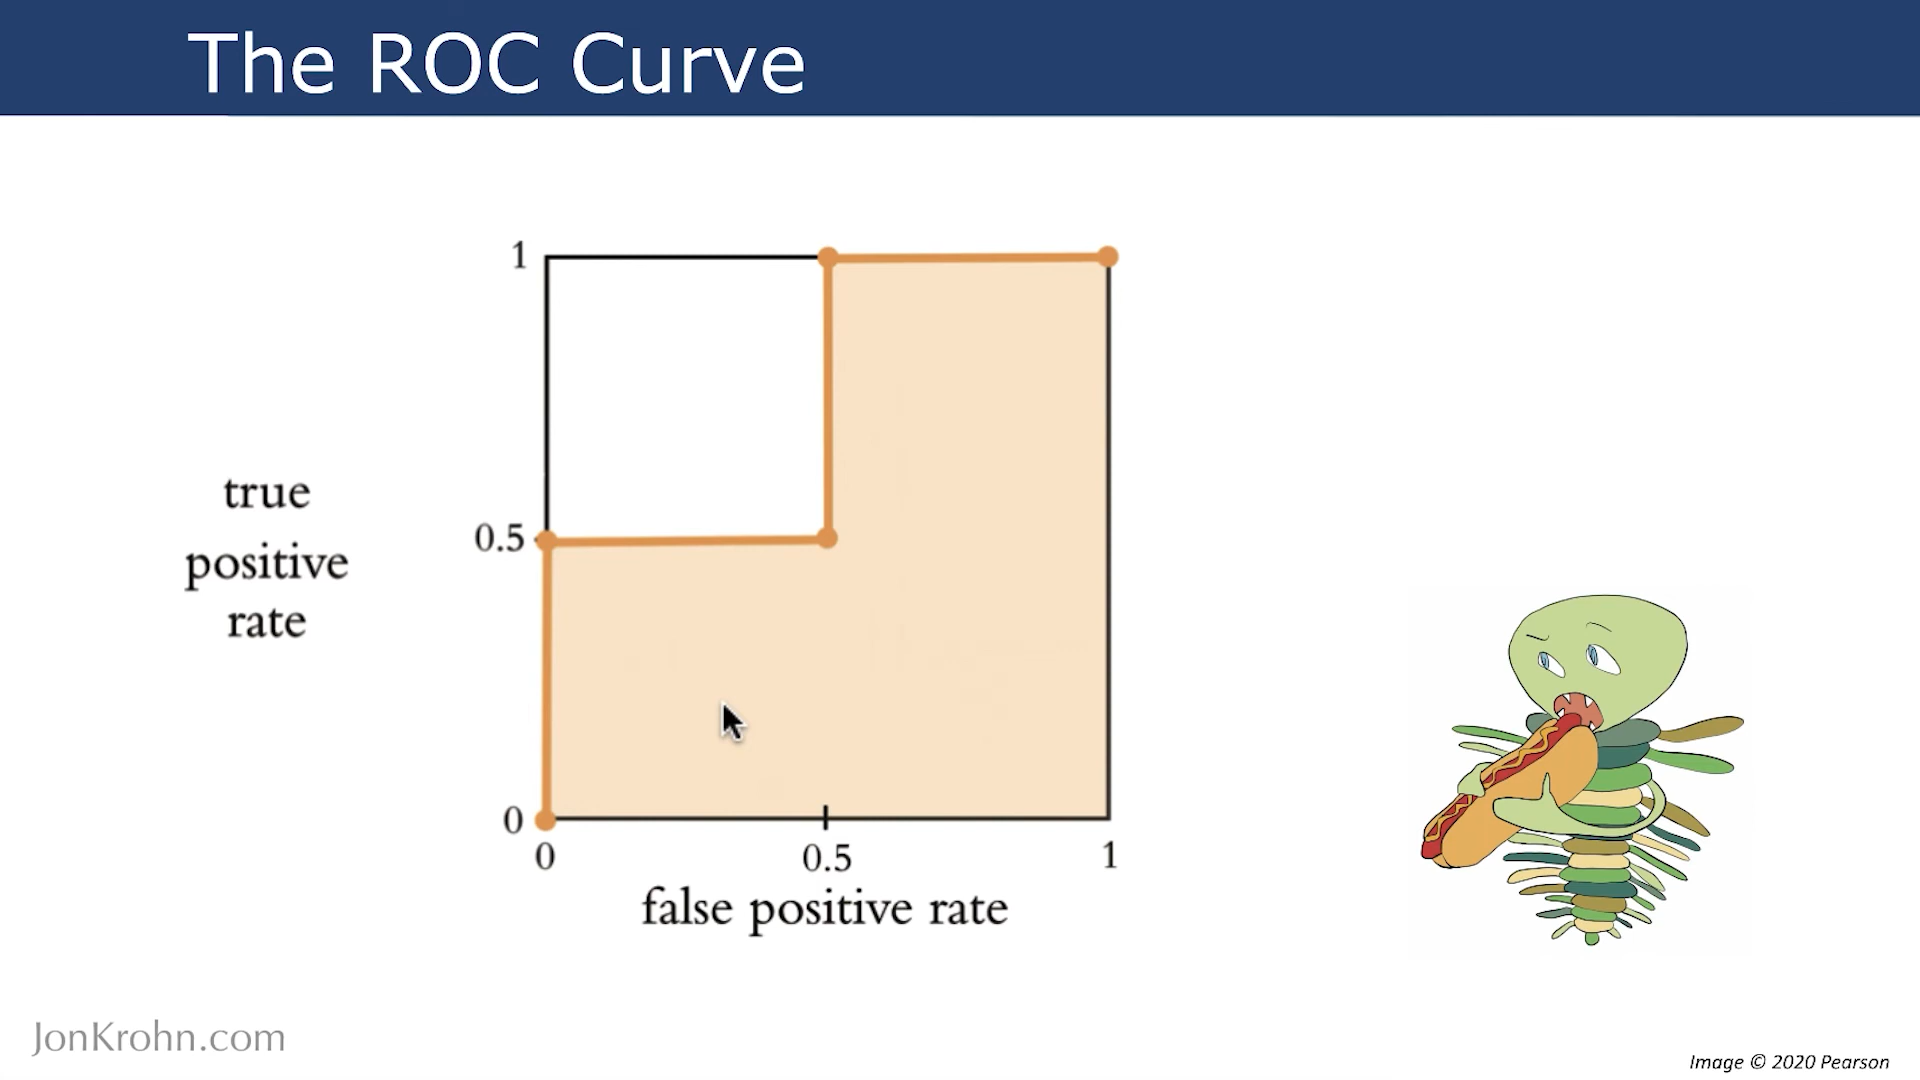 The ROC Curve
1
0.5
0
true
positive
rate
0
0.5
1
false positive rate
JonKrohn.com
Image © 2020 Pearson